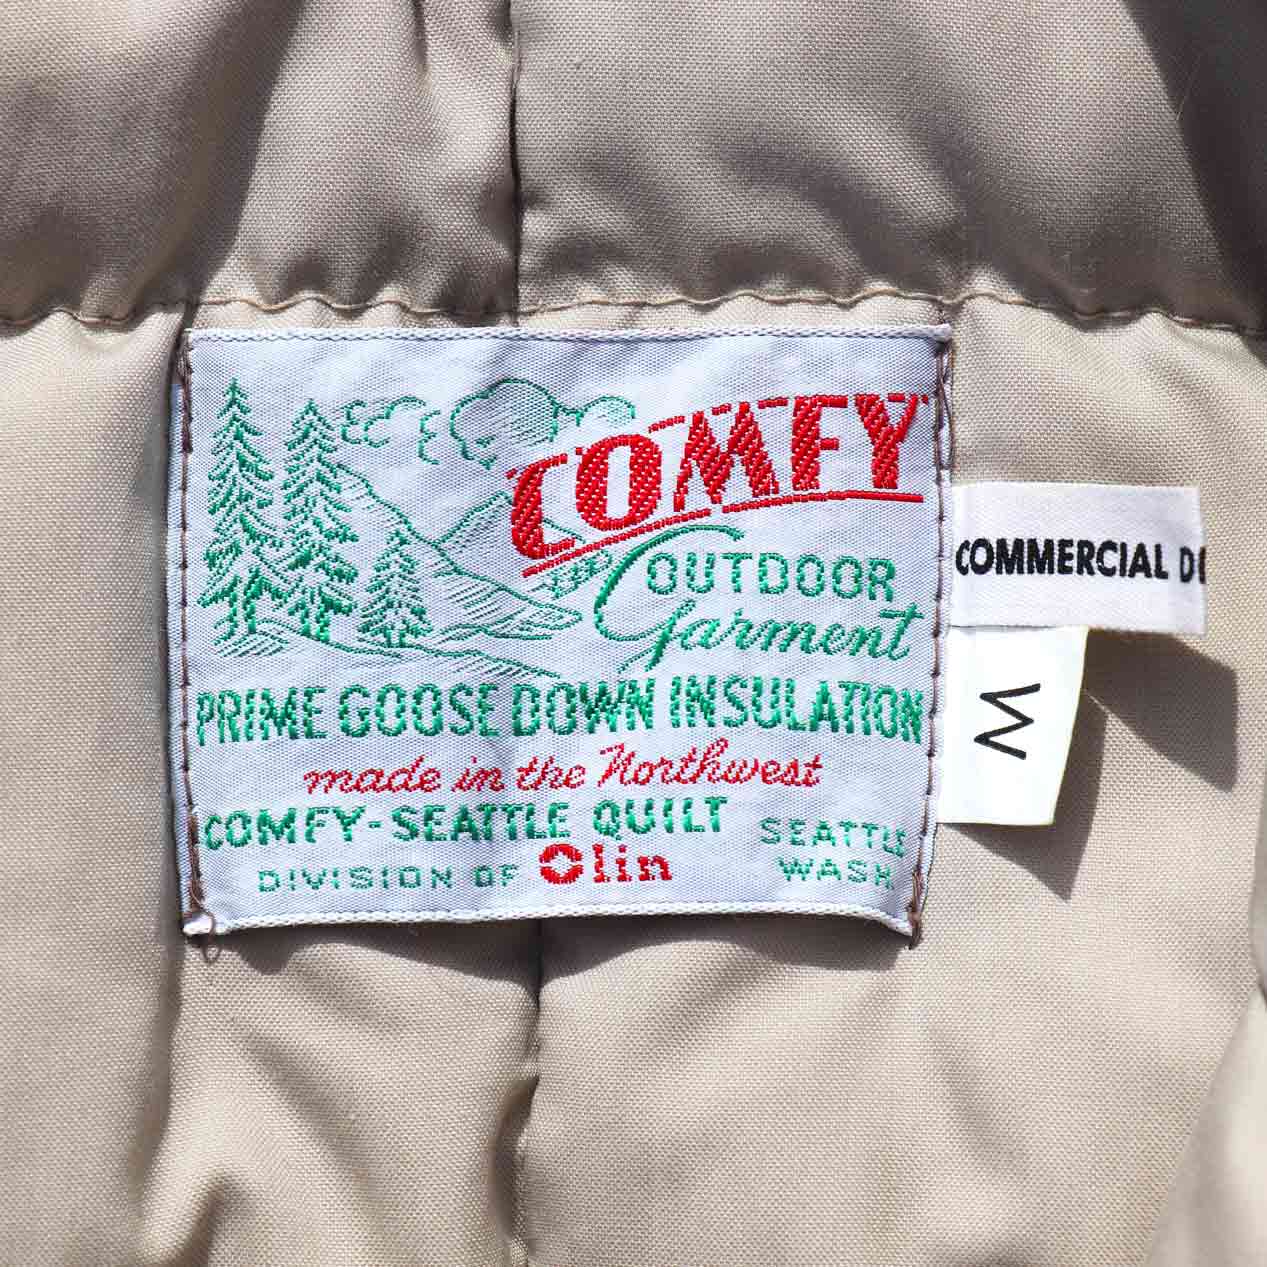 COMFY
OUTDOOR
Garment
PRIME GOOSE DOWN INSULATION
made in the Northwest
COMFY-SEATTLE QUILT
DIVISION OF Olin
SEATTLE
WASH.
COMMERCIAL
M